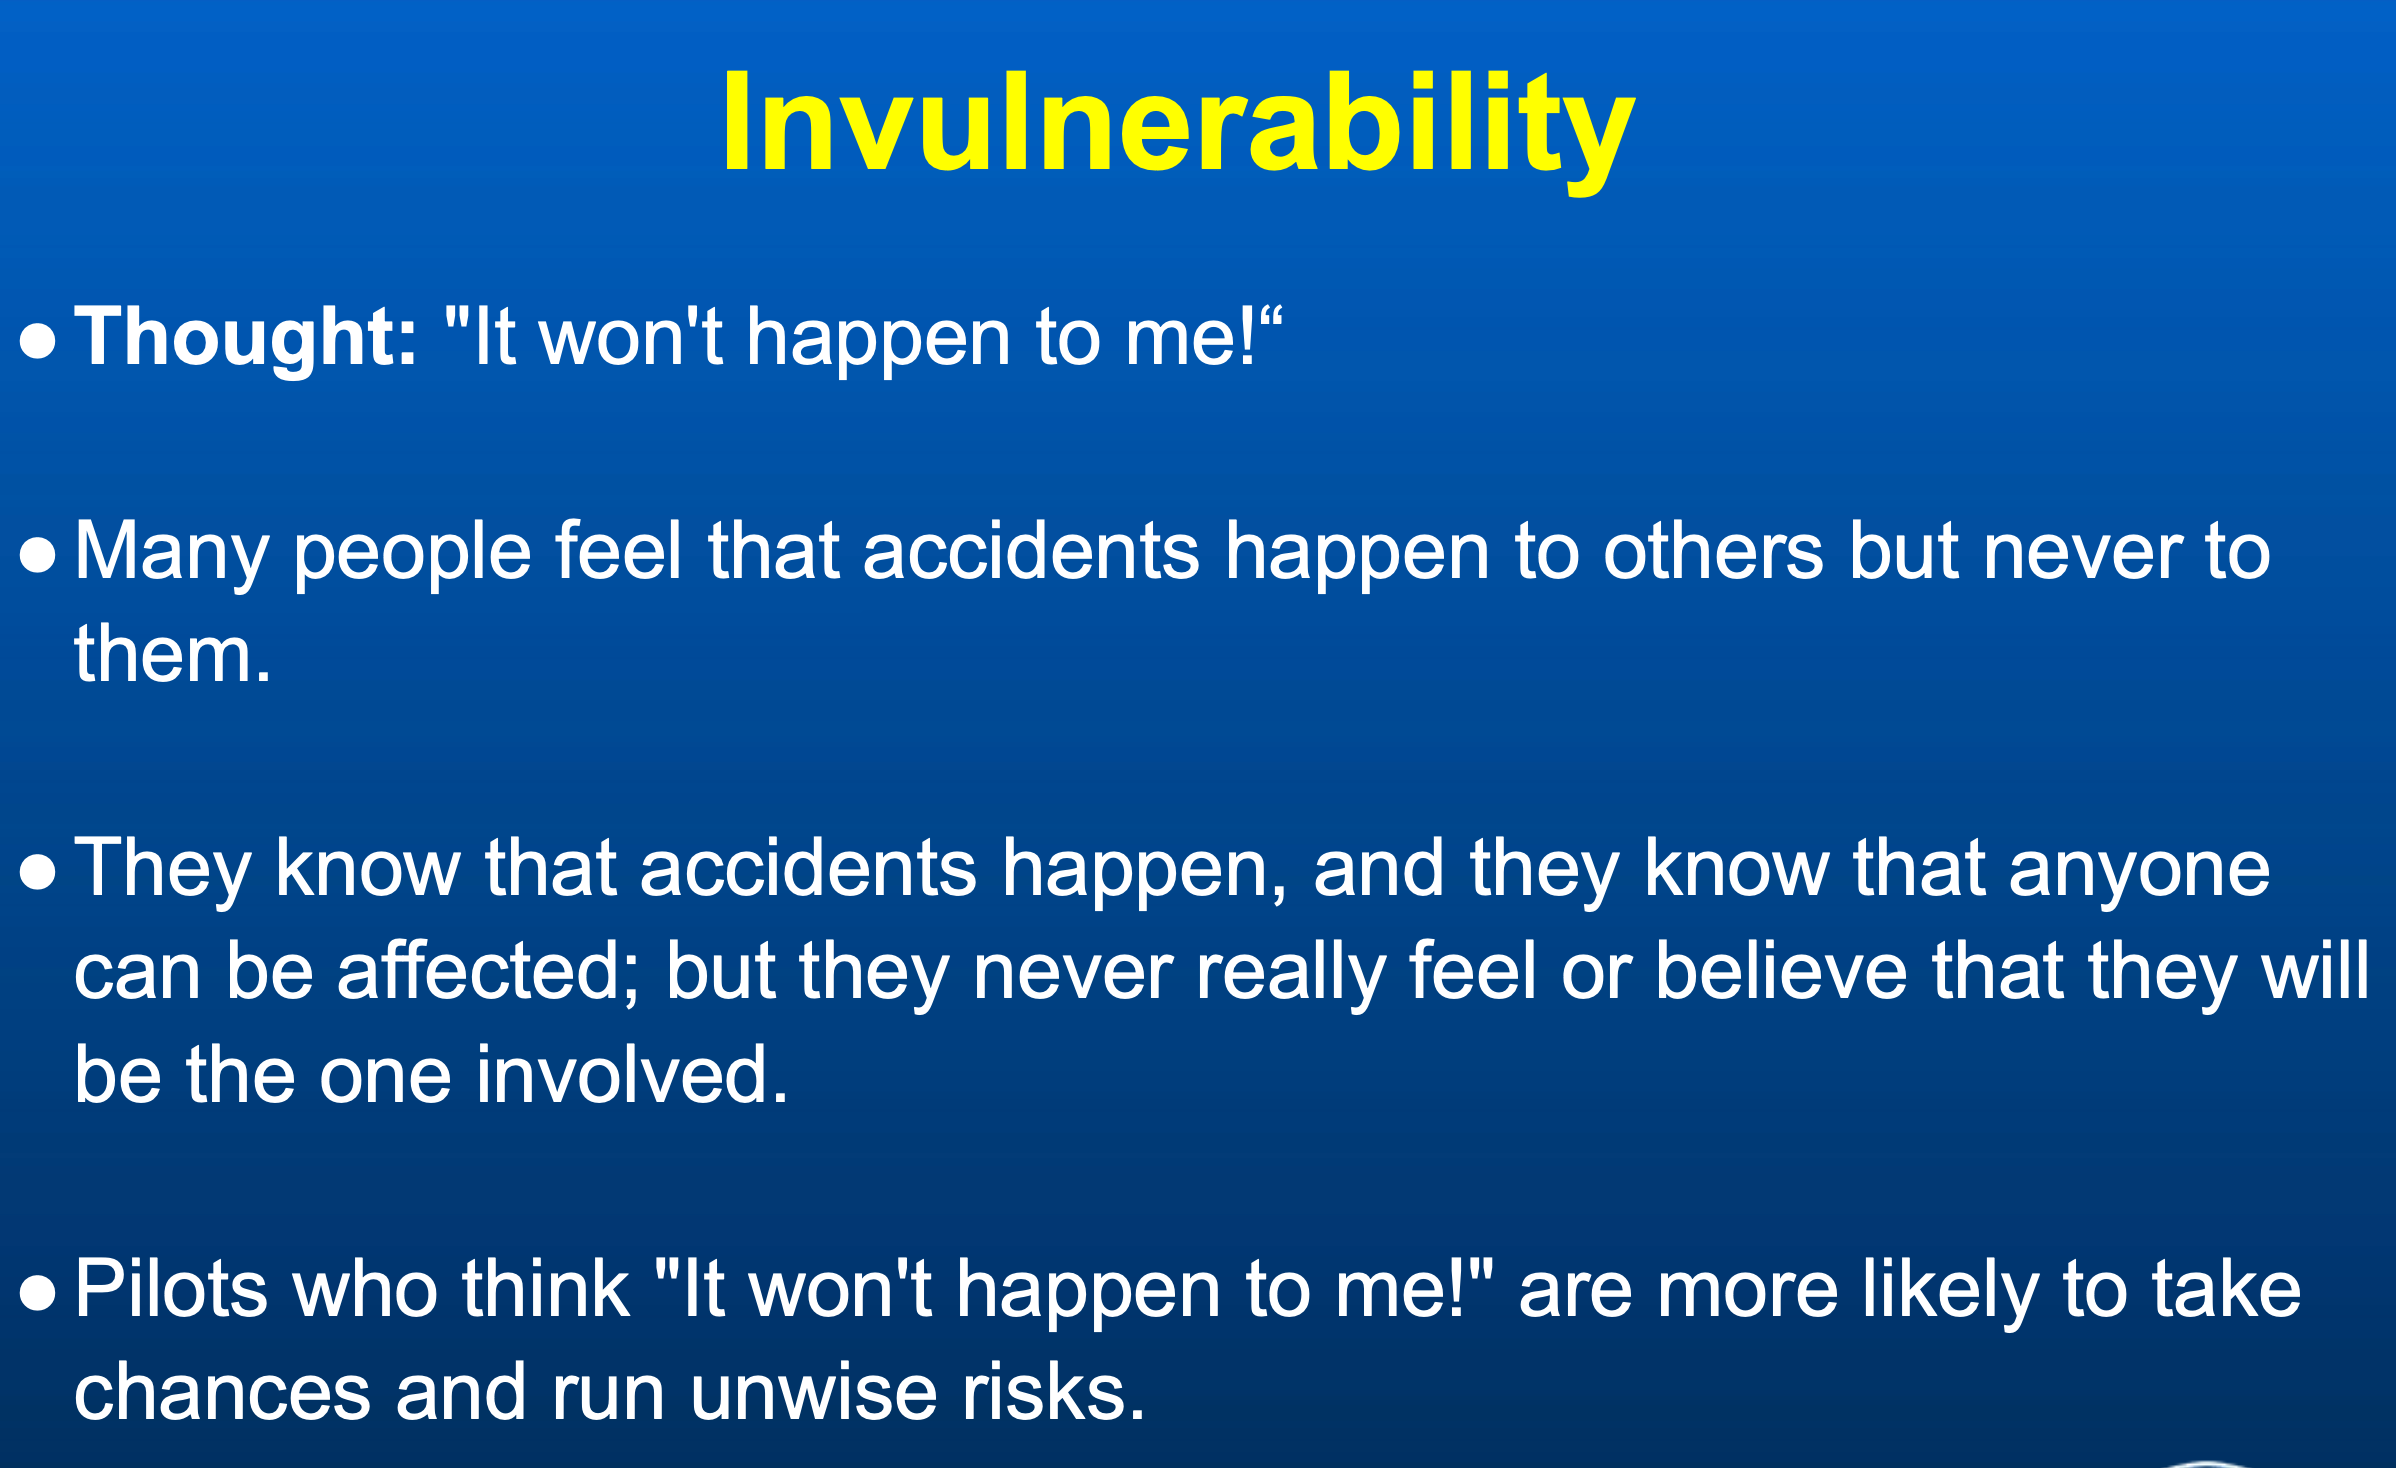 Invulnerability
● Thought: "It won't happen to me!“
● Many people feel that accidents happen to others but never to
them.
● They know that accidents happen, and they know that anyone
can be affected; but they never really feel or believe that they will
be the one involved.
● Pilots who think "It won't happen to me!" are more likely to take
chances and run unwise risks.